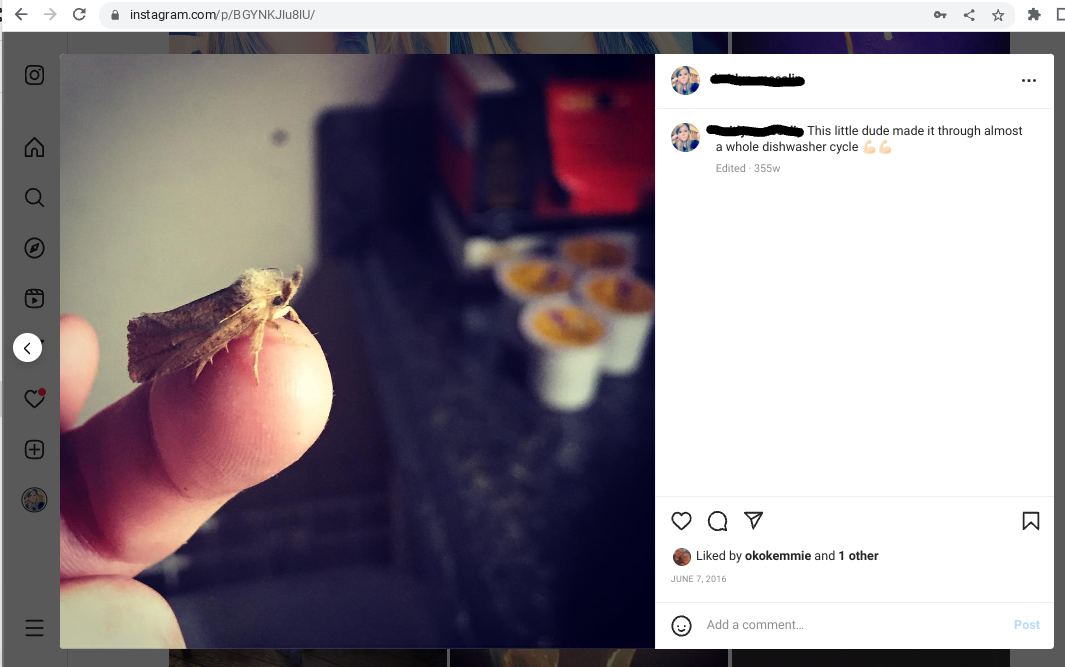 instagram.com/p/BGYNKJIu8IU/
This little dude made it through almost
a whole dishwasher cycle 💪🏻💪🏻
Edited · 355w
Liked by okokemmie and 1 other
JUNE 7, 2016
Add a comment...
Post